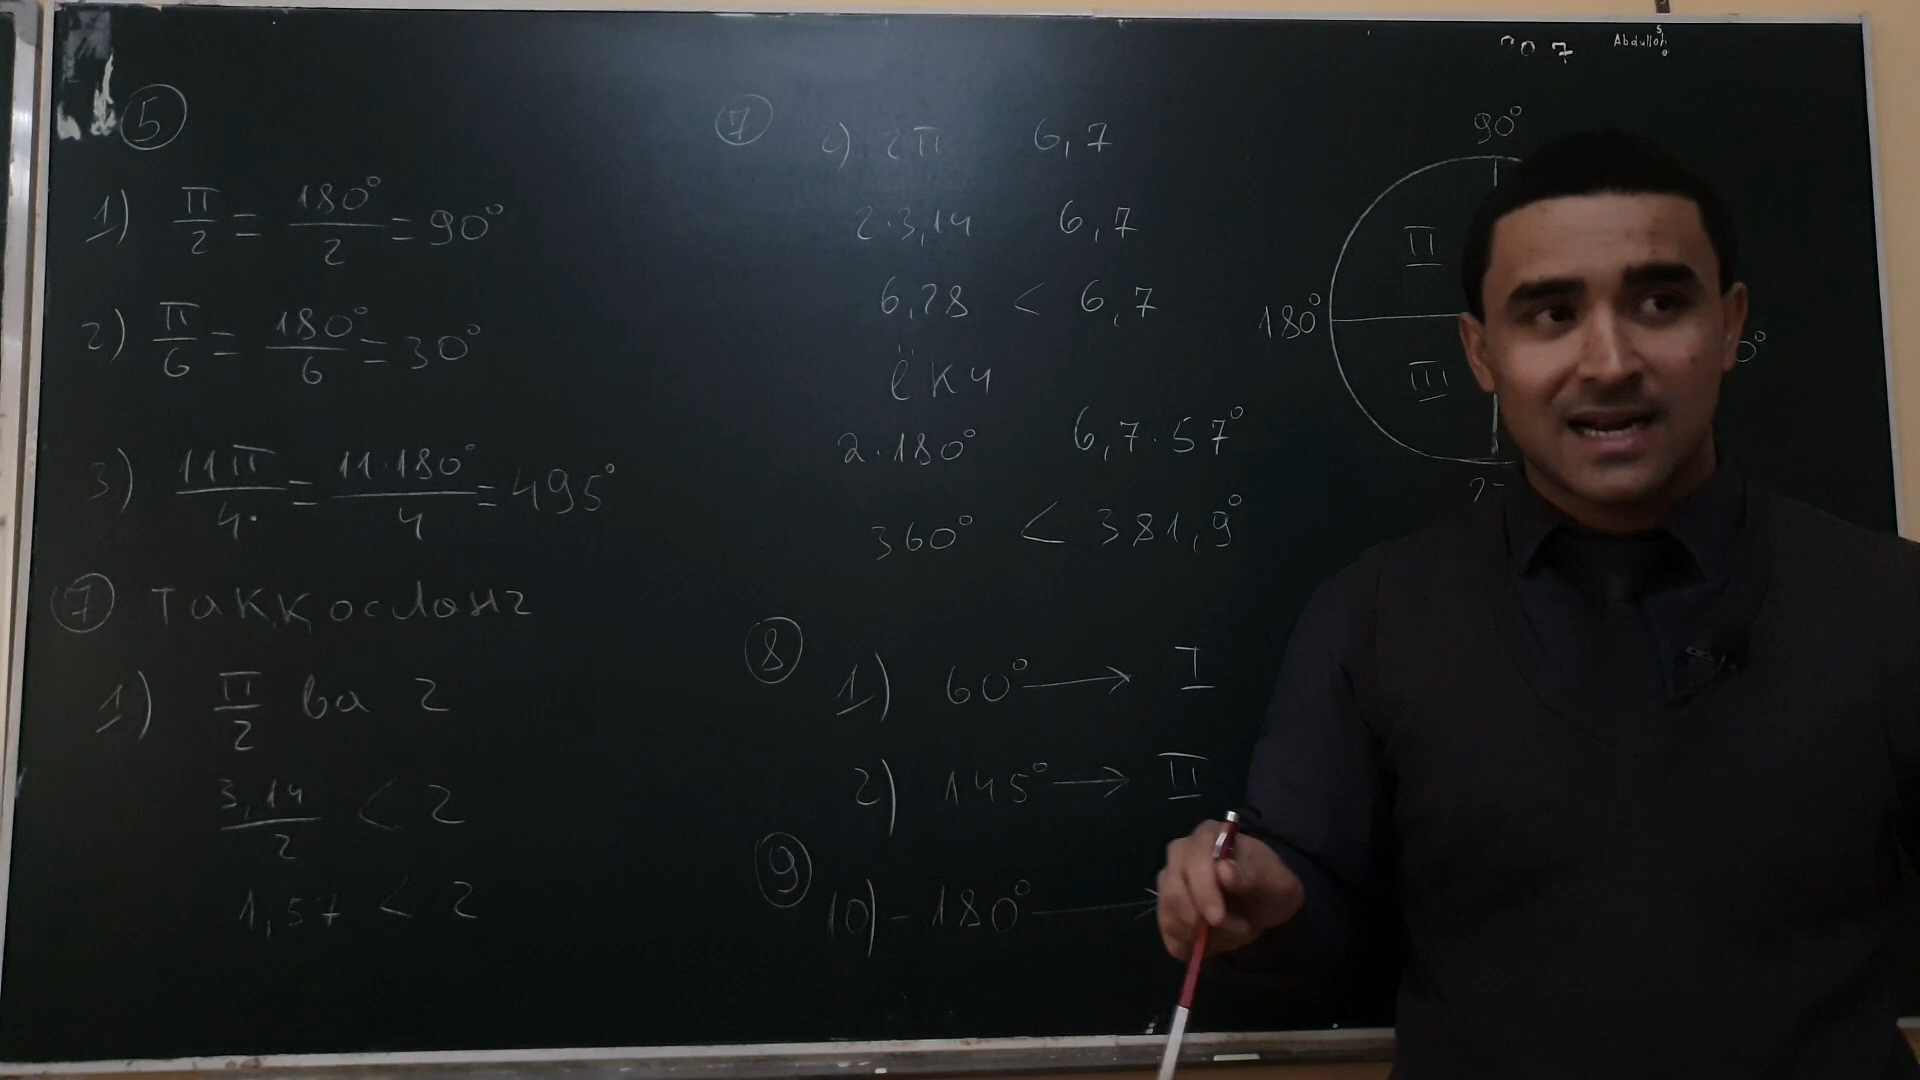 5
1) π/2 = 180°/2 = 90°
2) π/6 = 180°/6 = 30°
3) 11π/4 = 11·180°/4 = 495°
7 таққосланг
1) π/2 ва 2
3,14/2 < 2
1,57 < 2
7
2π 6,7
2·3,14 6,7
6,28 < 6,7
ёки
2·180° 6,7·57°
360° < 381,9°
8
1) 60° → I
2) 145° → II
9
10) -180° →
Abdulloh
90°
II
180°
0°
III